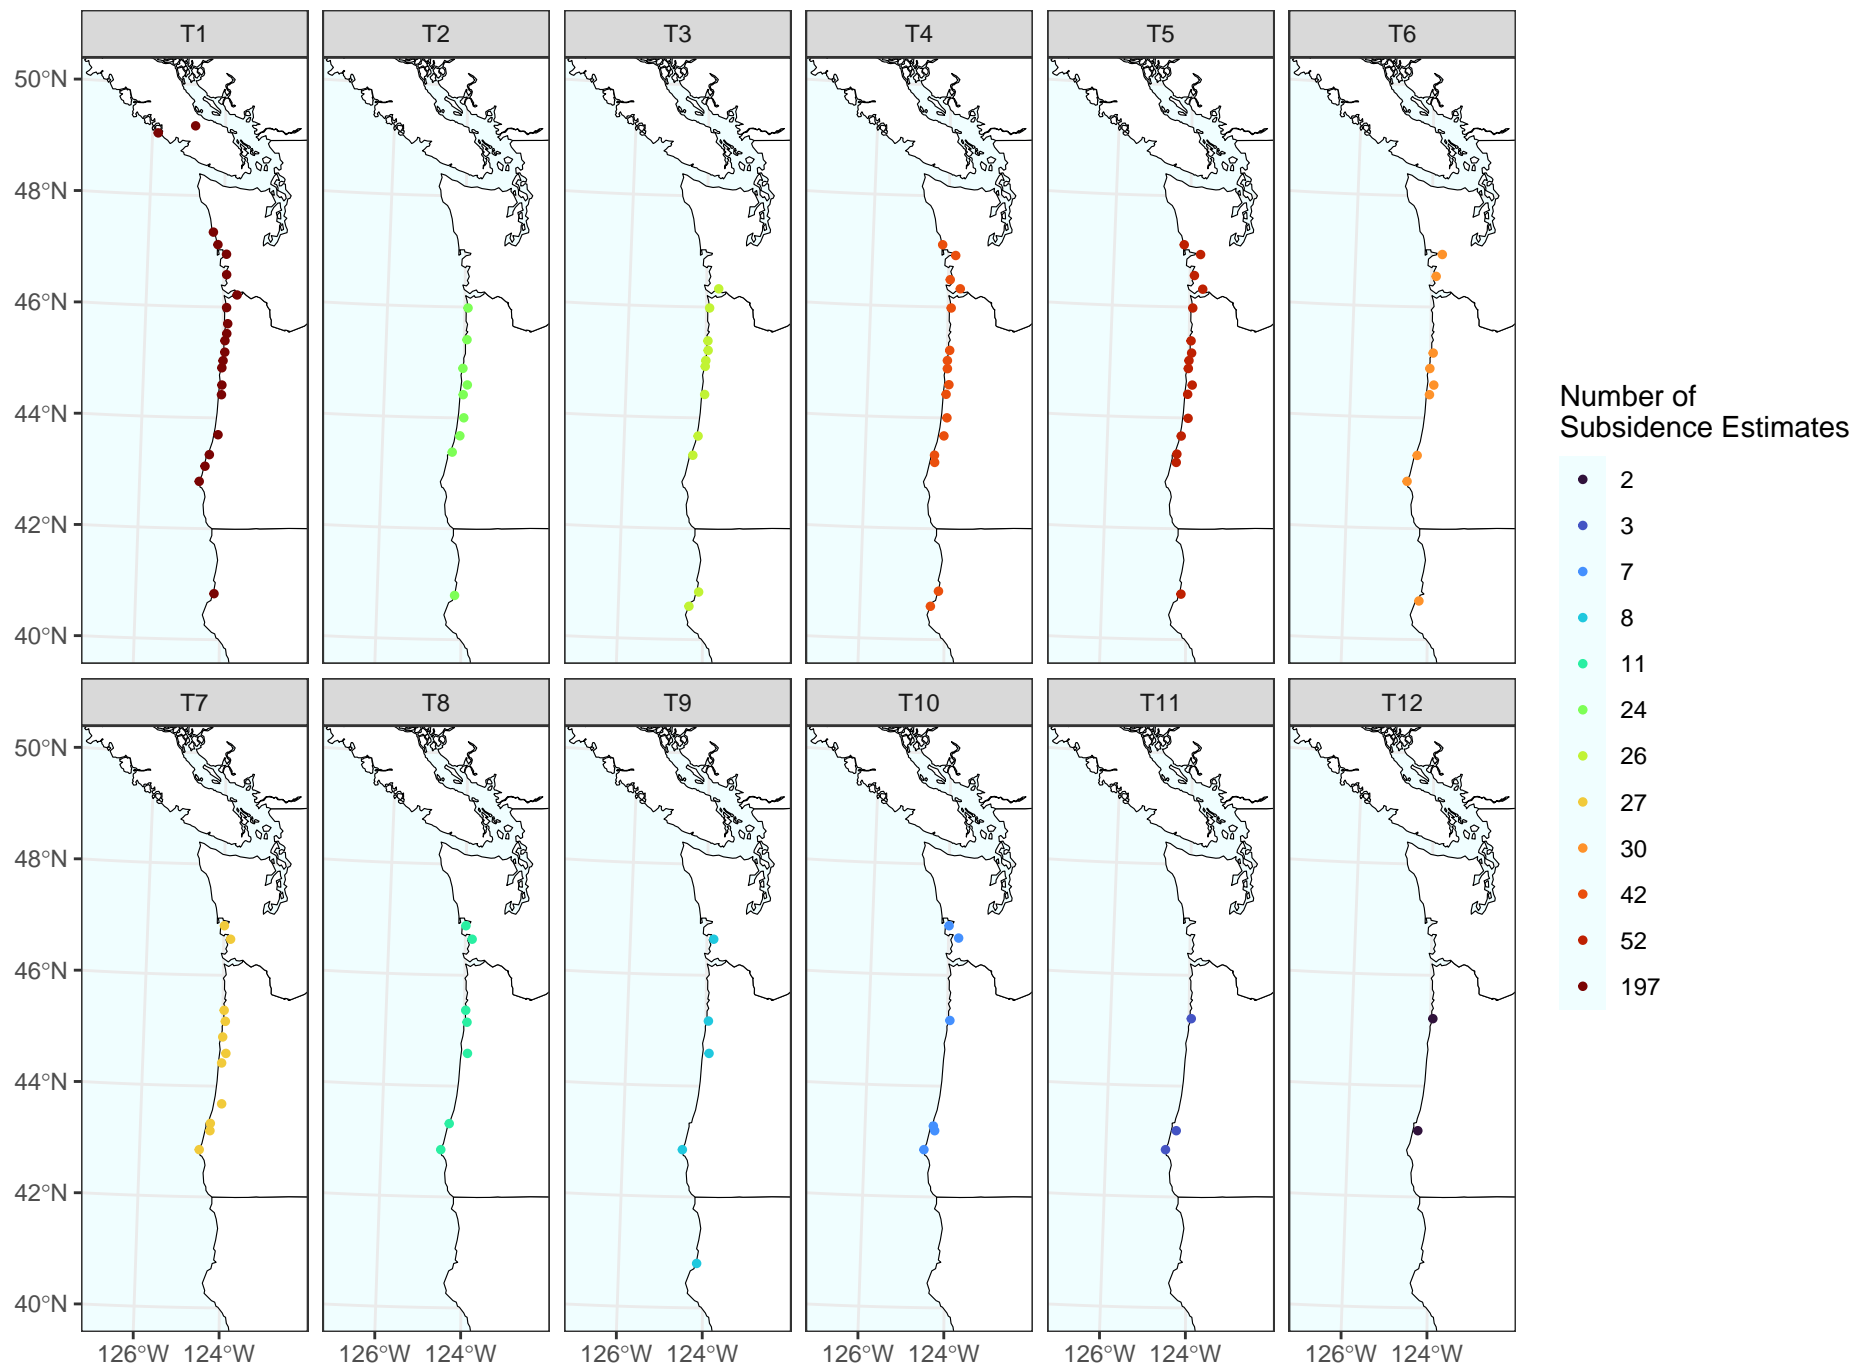 T1 T2 T3 T4 T5 T6
50°N
48°N
46°N
44°N
42°N
40°N
T7 T8 T9 T10 T11 T12
50°N
48°N
46°N
44°N
42°N
40°N
126°W 124°W 126°W 124°W 126°W 124°W 126°W 124°W 126°W 124°W 126°W 124°W
Number of
Subsidence Estimates
2
3
7
8
11
24
26
27
30
42
52
197